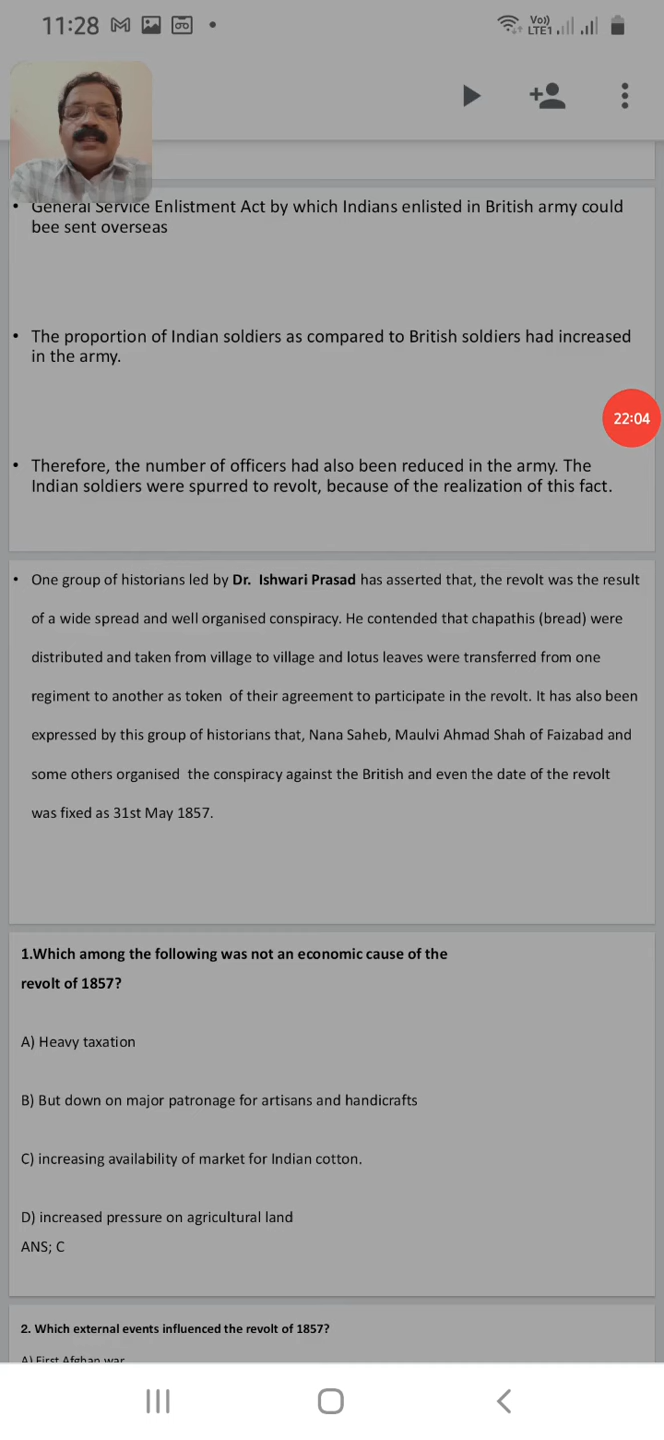 11:28
Vo))
LTE1
• General Service Enlistment Act by which Indians enlisted in British army could
bee sent overseas
• The proportion of Indian soldiers as compared to British soldiers had increased
in the army.
22:04
• Therefore, the number of officers had also been reduced in the army. The
Indian soldiers were spurred to revolt, because of the realization of this fact.
• One group of historians led by Dr. Ishwari Prasad has asserted that, the revolt was the result
of a wide spread and well organised conspiracy. He contended that chapathis (bread) were
distributed and taken from village to village and lotus leaves were transferred from one
regiment to another as token of their agreement to participate in the revolt. It has also been
expressed by this group of historians that, Nana Saheb, Maulvi Ahmad Shah of Faizabad and
some others organised the conspiracy against the British and even the date of the revolt
was fixed as 31st May 1857.
1.Which among the following was not an economic cause of the
revolt of 1857?
A) Heavy taxation
B) But down on major patronage for artisans and handicrafts
C) increasing availability of market for Indian cotton.
D) increased pressure on agricultural land
ANS; C
2. Which external events influenced the revolt of 1857?
A) First Afghan war